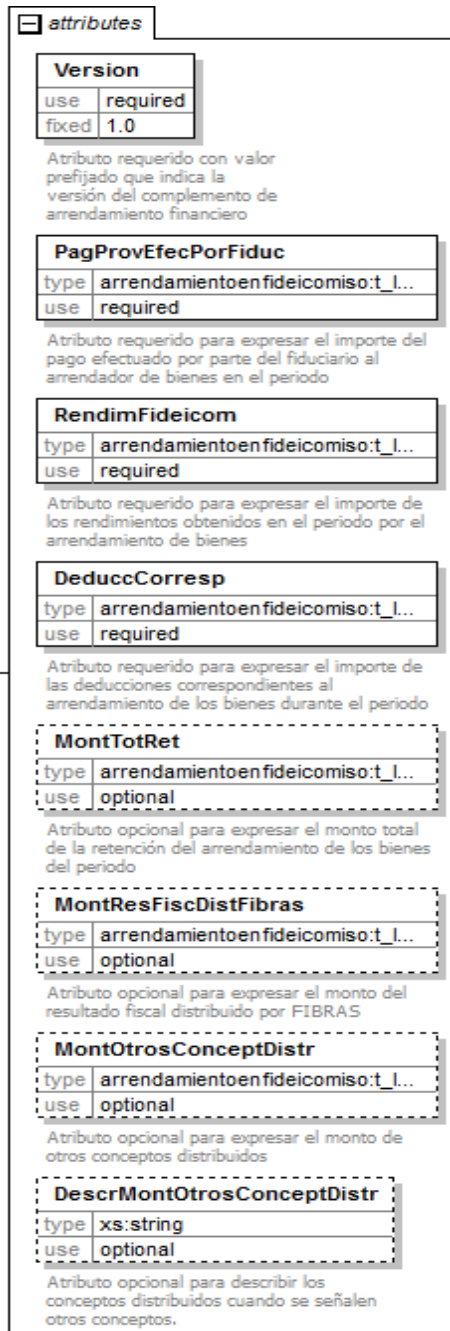 attributes
Version
use required
fixed 1.0
Atributo requerido con valor
prefijado que indica la
versión del complemento de
arrendamiento financiero
PagProvEfecPorFiduc
type arrendamientoenfideicomiso:t_I...
use required
Atributo requerido para expresar el importe del
pago efectuado por parte del fiduciario al
arrendador de bienes en el periodo
RendimFideicom
type arrendamientoenfideicomiso:t_I...
use required
Atributo requerido para expresar el importe de
los rendimientos obtenidos en el periodo por el
arrendamiento de bienes
DeduccCorresp
type arrendamientoenfideicomiso:t_I...
use required
Atributo requerido para expresar el importe de
las deducciones correspondientes al
arrendamiento de los bienes durante el periodo
MontTotRet
type arrendamientoenfideicomiso:t_I...
use optional
Atributo opcional para expresar el monto total
de la retención del arrendamiento de los bienes
del periodo
MontResFiscDistFibras
type arrendamientoenfideicomiso:t_I...
use optional
Atributo opcional para expresar el monto del
resultado fiscal distribuido por FIBRAS
MontOtrosConceptDistr
type arrendamientoenfideicomiso:t_I...
use optional
Atributo opcional para expresar el monto de
otros conceptos distribuidos
DescrMontOtrosConceptDistr
type xs:string
use optional
Atributo opcional para describir los
conceptos distribuidos cuando se señalen
otros conceptos.